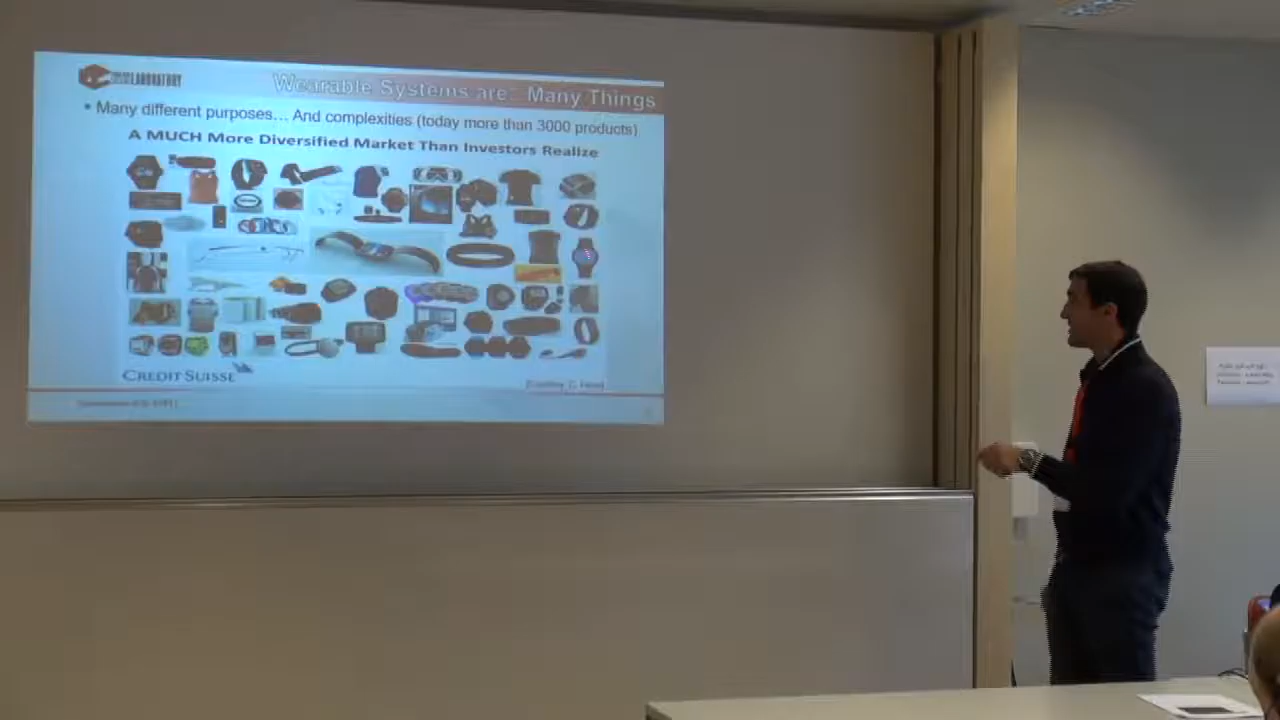 LABORATORY
Wearable Systems are Many Things
• Many different purposes... And complexities (today more than 3000 products)
A MUCH More Diversified Market Than Investors Realize
CREDIT SUISSE